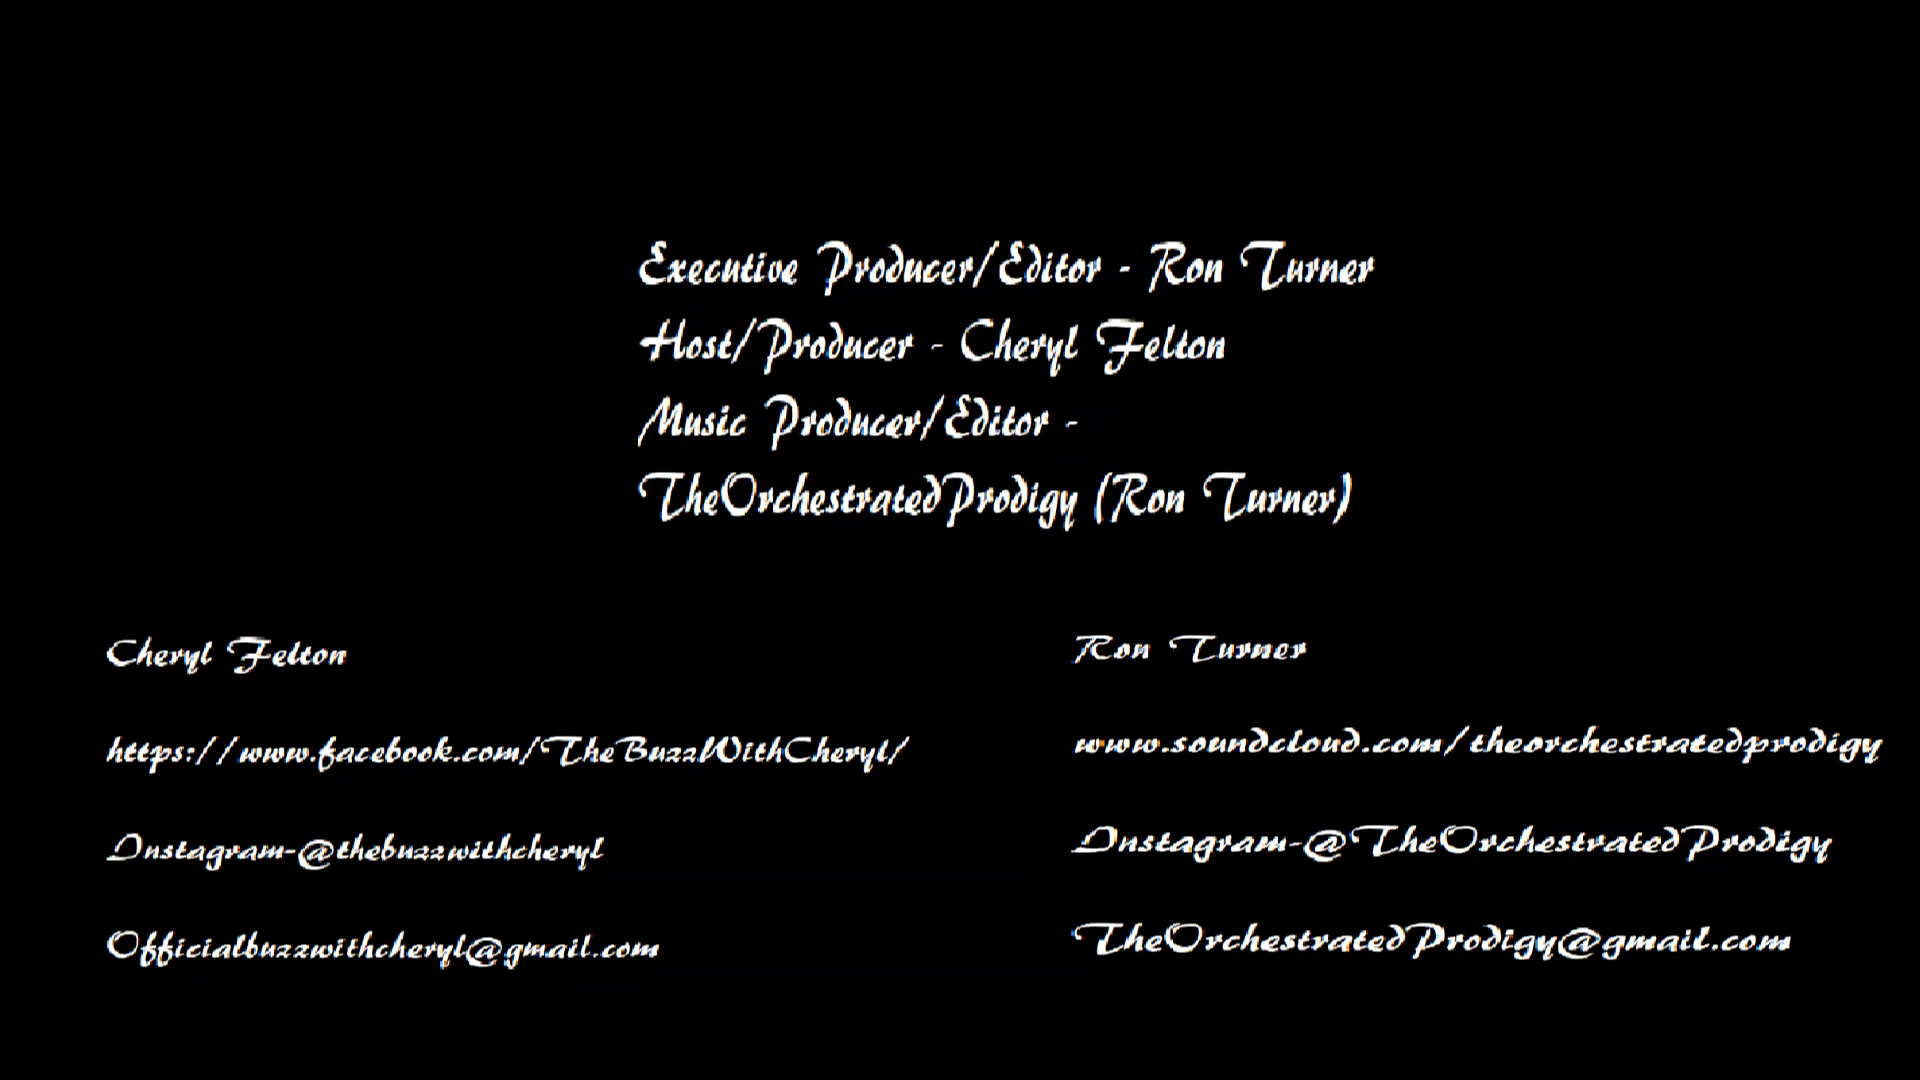 Executive Producer/Editor - Ron Turner
Host/Producer - Cheryl Felton
Music Producer/Editor -
TheOrchestratedProdigy (Ron Turner)
Cheryl Felton
https://www.facebook.com/TheBuzzWithCheryl/
Instagram-@thebuzzwithcheryl
Officialbuzzwithcheryl@gmail.com
Ron Turner
www.soundcloud.com/theorchestratedprodigy
Instagram-@TheOrchestratedProdigy
TheOrchestratedProdigy@gmail.com